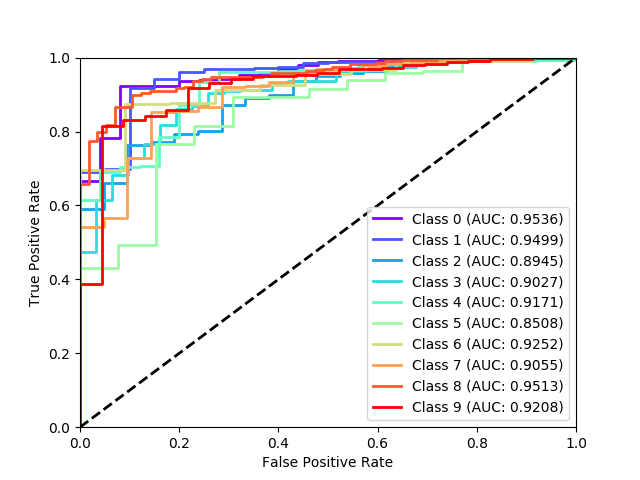 1.0
0.8
0.6
0.4
0.2
0.0
True Positive Rate
Class 0 (AUC: 0.9536)
Class 1 (AUC: 0.9499)
Class 2 (AUC: 0.8945)
Class 3 (AUC: 0.9027)
Class 4 (AUC: 0.9171)
Class 5 (AUC: 0.8508)
Class 6 (AUC: 0.9252)
Class 7 (AUC: 0.9055)
Class 8 (AUC: 0.9513)
Class 9 (AUC: 0.9208)
0.0 0.2 0.4 0.6 0.8 1.0
False Positive Rate